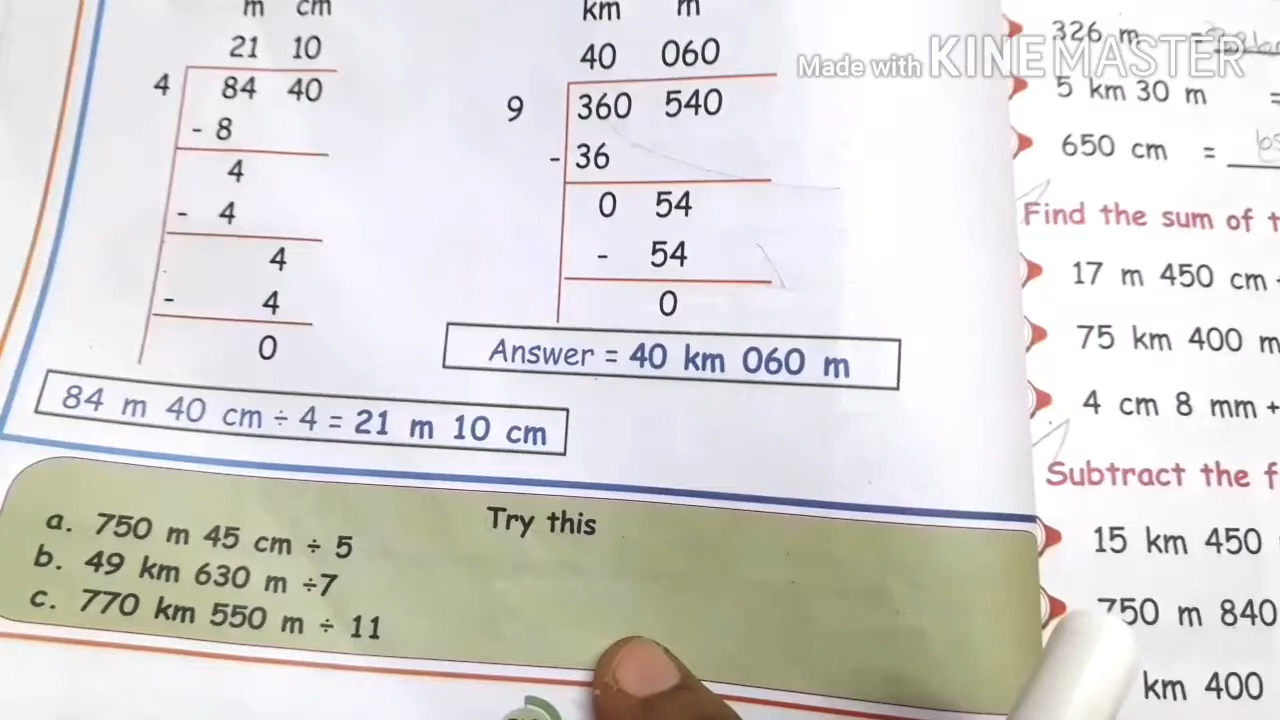 m cm
21 10
4 84 40
- 8
4
- 4
4
- 4
0
84 m 40 cm ÷ 4 = 21 m 10 cm
km m
40 060
9 360 540
- 36
0 54
- 54
0
Answer = 40 km 060 m
Try this
a. 750 m 45 cm ÷ 5
b. 49 km 630 m ÷7
c. 770 km 550 m ÷ 11
Made with KINEMASTER
326 m =
5 km 30 m =
650 cm =
Find the sum of
17 m 450 cm
75 km 400 m
4 cm 8 mm +
Subtract the
15 km 450
750 m 840
km 400